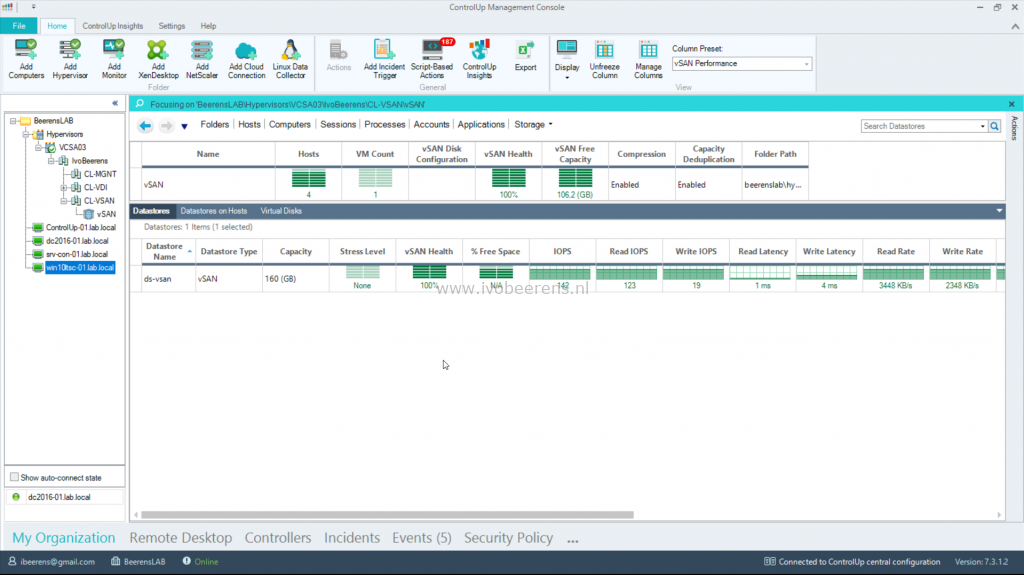 ControlUp Management Console
File
Home
ControlUp Insights
Settings
Help
Add Computers
Add Hypervisor
Add Monitor
Add XenDesktop
Add NetScaler
Add Cloud Connection
Linux Data Collector
Folder
Actions
Add Incident Trigger
187
Script-Based Actions
ControlUp Insights
Export
General
Display
Unfreeze Column
Manage Columns
Column Preset:
vSAN Performance
View
«
BeerensLAB
Hypervisors
VCSA03
IvoBeerens
CL-MGNT
CL-VDI
CL-VSAN
vSAN
ControlUp-01.lab.local
dc2016-01.lab.local
srv-con-01.lab.local
win10ltsc-01.lab.local
Show auto-connect state
dc2016-01.lab.local
Focusing on 'BeerensLAB\Hypervisors\VCSA03\IvoBeerens\CL-VSAN\vSAN'
Folders Hosts Computers Sessions Processes Accounts Applications Storage
Search Datastores
Actions
Name Hosts VM Count vSAN Disk Configuration vSAN Health vSAN Free Capacity Compression Capacity Deduplication Folder Path
vSAN 4 1 100% 106.2 (GB) Enabled Enabled beerenslab\hy...
Datastores Datastores on Hosts Virtual Disks
Datastores: 1 Items (1 selected)
Datastore Name Datastore Type Capacity Stress Level vSAN Health % Free Space IOPS Read IOPS Write IOPS Read Latency Write Latency Read Rate Write Rate
ds-vsan vSAN 160 (GB) None 100% N/A 142 123 19 1 ms 4 ms 3448 KB/s 2348 KB/s
www.ivobeerens.nl
My Organization Remote Desktop Controllers Incidents Events (5) Security Policy ...
ibeerens@gmail.com BeerensLAB Online Connected to ControlUp central configuration Version: 7.3.1.2